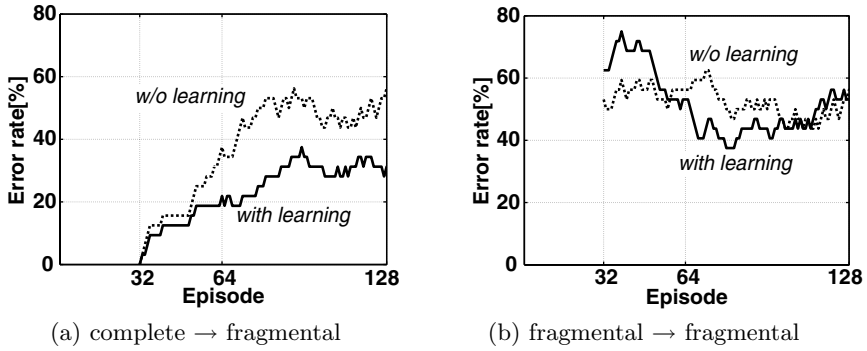 80
60
40
20
0
Error rate[%]
w/o learning
with learning
32
64
128
Episode
(a) complete → fragmental
80
60
40
20
0
Error rate[%]
w/o learning
with learning
32
64
128
Episode
(b) fragmental → fragmental